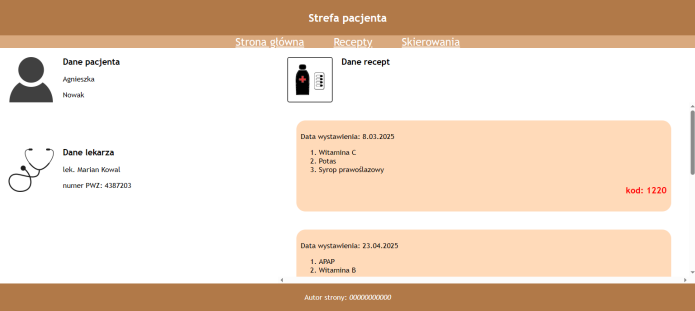 Strefa pacjenta
Strona główna Recepty Skierowania
Dane pacjenta
Agnieszka
Nowak
Dane lekarza
lek. Marian Kowal
numer PWZ: 4387203
Dane recept
Data wystawienia: 8.03.2025
1. Witamina C
2. Potas
3. Syrop prawoślazowy
kod: 1220
Data wystawienia: 23.04.2025
1. APAP
2. Witamina B
Autor strony: 00000000000